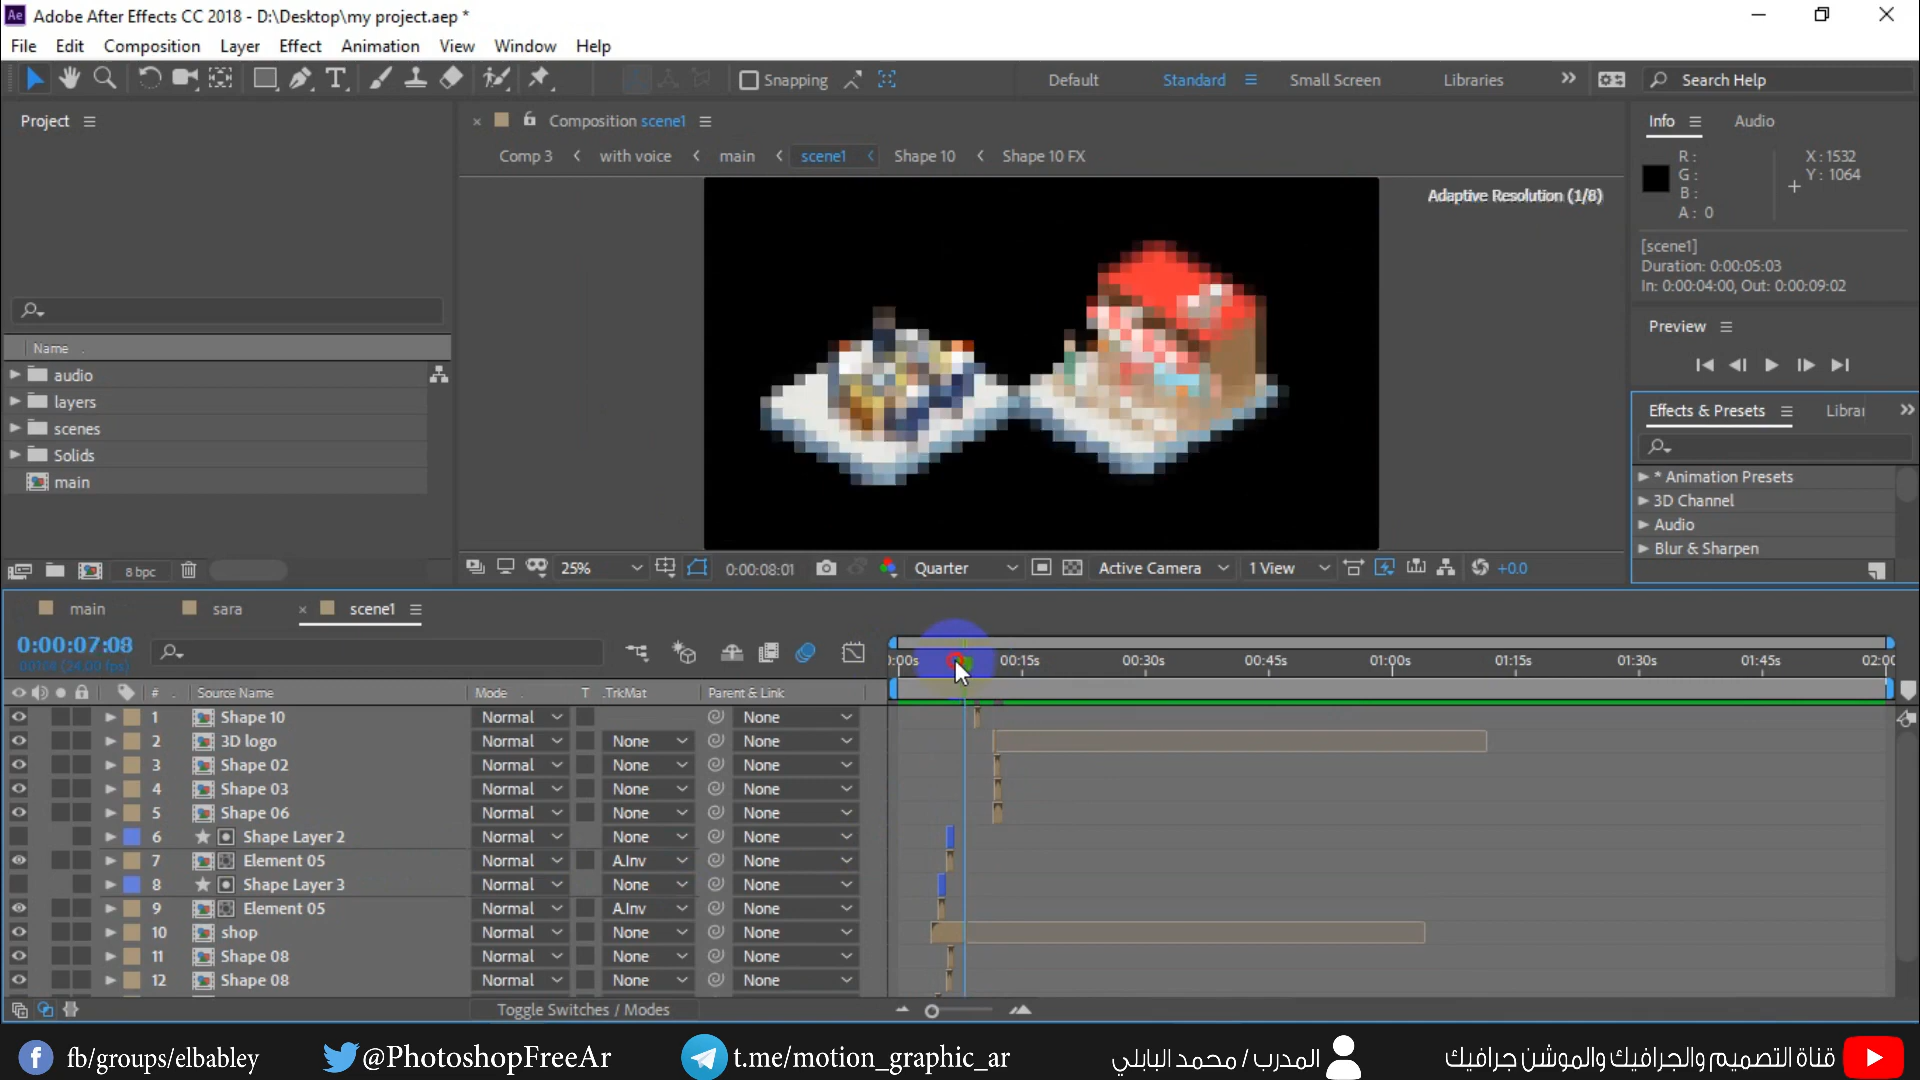 Adobe After Effects CC 2018 - D:\Desktop\my project.aep *
File Edit Composition Layer Effect Animation View Window Help
Snapping Default Standard Small Screen Libraries Search Help
Project
Composition scene1
Info Audio
Comp 3 with voice main scene1 Shape 10 Shape 10 FX
R: X : 1532
G: Y : 1064
B:
A: 0
Adaptive Resolution (1/8)
[scene1]
Duration: 0:00:05:03
In: 0:00:04:00, Out: 0:00:09:02
Preview
Name
audio
layers
scenes
Solids
main
Effects & Presets
* Animation Presets
3D Channel
Audio
Blur & Sharpen
8 bpc
25% 0:00:08:01 Quarter Active Camera 1 View +0.0
main sara scene1
0:00:07:08
:00s 00:15s 00:30s 00:45s 01:00s 01:15s 01:30s 01:45s
# Source Name Mode T .TrkMat Parent & Link
1 Shape 10 Normal None
2 3D logo Normal None None
3 Shape 02 Normal None None
4 Shape 03 Normal None None
5 Shape 06 Normal None None
6 Shape Layer 2 Normal None None
7 Element 05 Normal A.Inv None
8 Shape Layer 3 Normal None None
9 Element 05 Normal A.Inv None
10 shop Normal None None
11 Shape 08 Normal None None
12 Shape 08 Normal None None
Toggle Switches / Modes
fb/groups/elbabley @PhotoshopFreeAr t.me/motion_graphic_ar المدرب / محمد البابلي قناة التصميم والجرافيك والموشن جرافيك